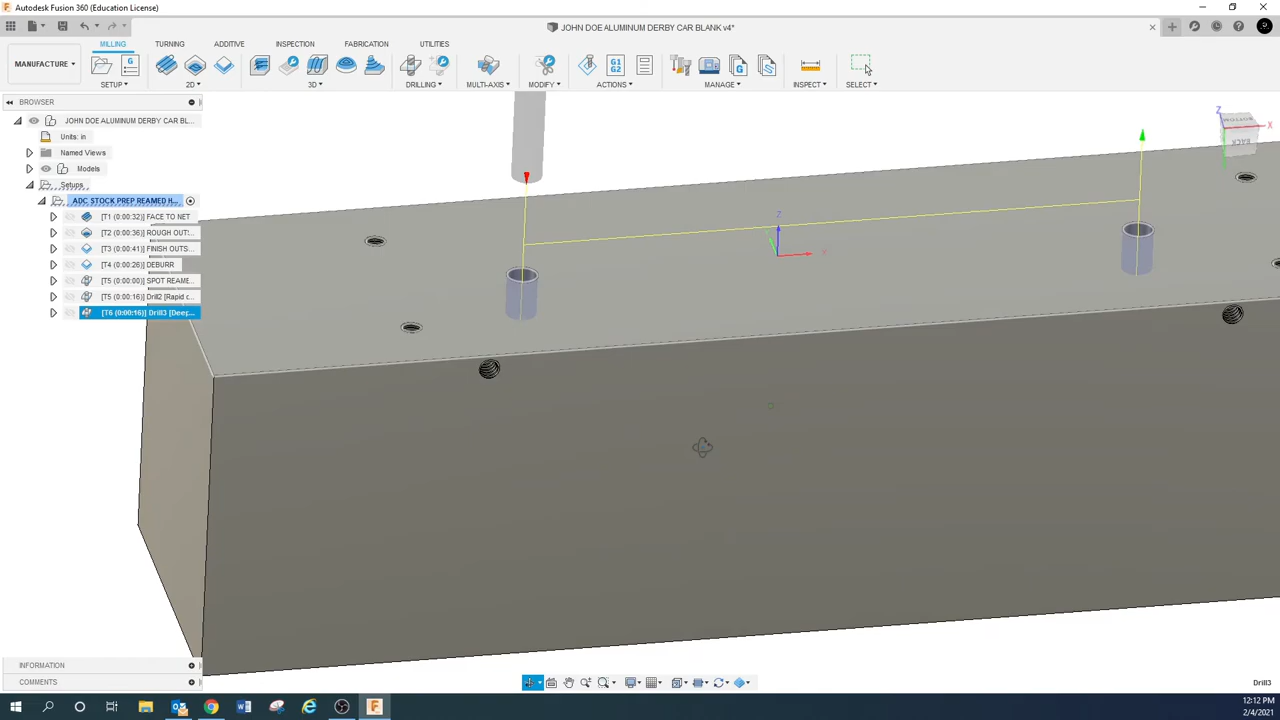 Autodesk Fusion 360 (Education License)
JOHN DOE ALUMINUM DERBY CAR BLANK v4*
MILLING TURNING ADDITIVE INSPECTION FABRICATION UTILITIES
MANUFACTURE
G G1 G2 G
SETUP 2D 3D DRILLING MULTI-AXIS MODIFY ACTIONS MANAGE INSPECT SELECT
BROWSER
JOHN DOE ALUMINUM DERBY CAR BL...
Units: in
Named Views
Models
Setups
ADC STOCK PREP REAMED H...
[T1 (0:00:32)] FACE TO NET
[T2 (0:00:36)] ROUGH OUT...
[T3 (0:00:41)] FINISH OUTS...
[T4 (0:00:26)] DEBURR
[T5 (0:00:00)] SPOT REAME...
[T5 (0:00:16)] Drill2 [Rapid c...
[T6 (0:00:16)] Drill3 [Deep...
Z
X
BOTTOM
BACK
Z
X
INFORMATION
COMMENTS
Drill3
12:12 PM
2/4/2021